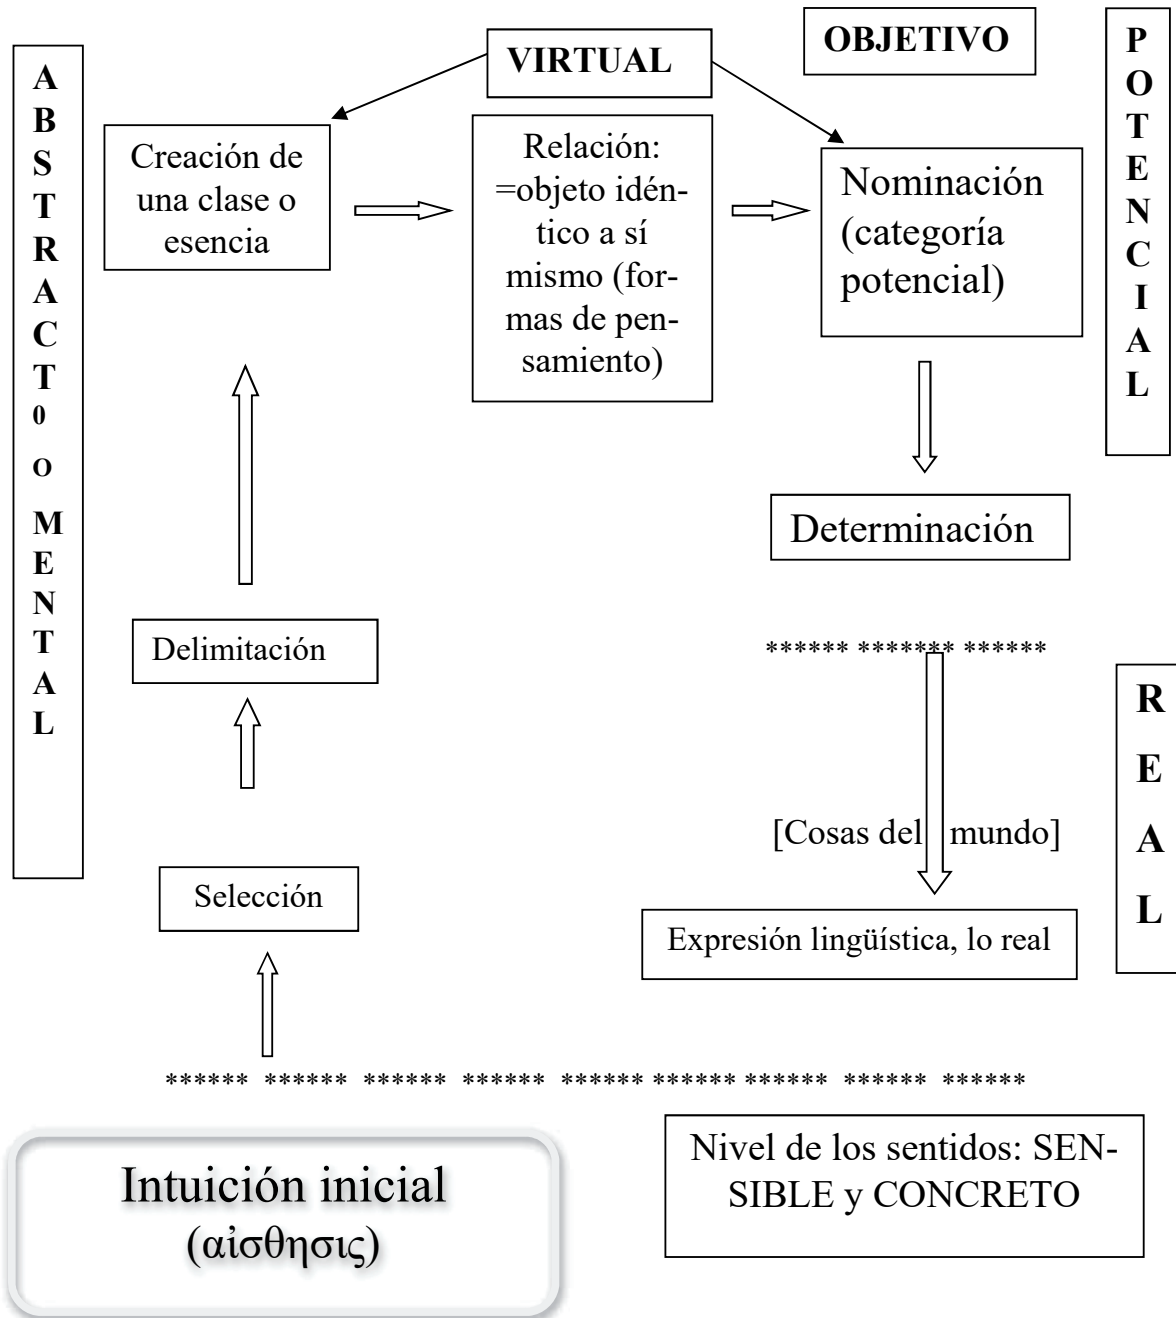 A
B
S
T
R
A
C
T
0
O
M
E
N
T
A
L
VIRTUAL
OBJETIVO
P
O
T
E
N
C
I
A
L
Creación de
una clase o
esencia
Relación:
=objeto idén-
tico a sí
mismo (for-
mas de pen-
samiento)
Nominación
(categoría
potencial)
Determinación
Delimitación
****** ******* ******
R
E
A
L
[Cosas del mundo]
Selección
Expresión lingüística, lo real
****** ****** ****** ****** ****** ****** ****** ****** ******
Intuición inicial
(αἰσθησις)
Nivel de los sentidos: SEN-
SIBLE y CONCRETO